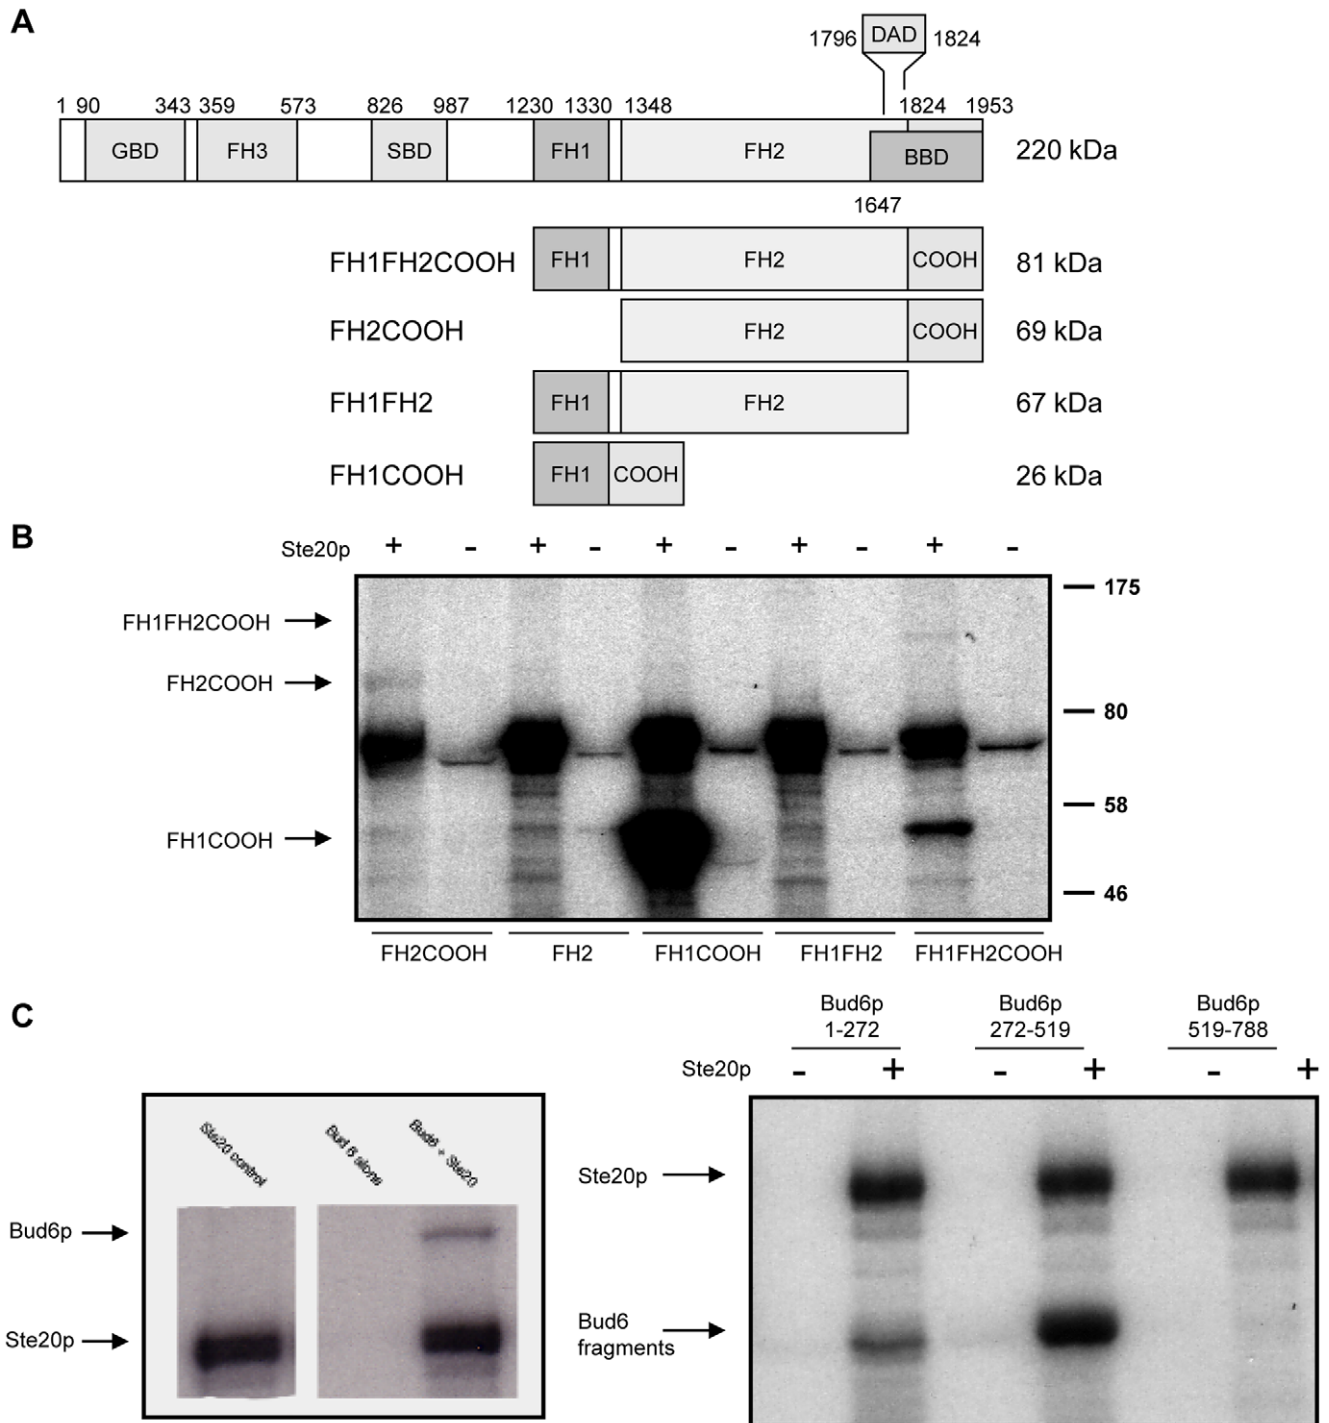 A
1796 DAD 1824
1 90 343 359 573 826 987 1230 1330 1348 1824 1953
GBD FH3 SBD FH1 FH2 BBD 220 kDa
1647
FH1FH2COOH FH1 FH2 COOH 81 kDa
FH2COOH FH2 COOH 69 kDa
FH1FH2 FH1 FH2 67 kDa
FH1COOH FH1 COOH 26 kDa
B
Ste20p + - + - + - + - + -
175
FH1FH2COOH
FH2COOH
80
58
FH1COOH
46
FH2COOH FH2 FH1COOH FH1FH2 FH1FH2COOH
C
Ste20 control
Bud 6 alone
Bud6 + Ste20
Bud6p
Ste20p
Bud6p Bud6p Bud6p
1-272 272-519 519-788
Ste20p - + - + - +
Ste20p
Bud6
fragments